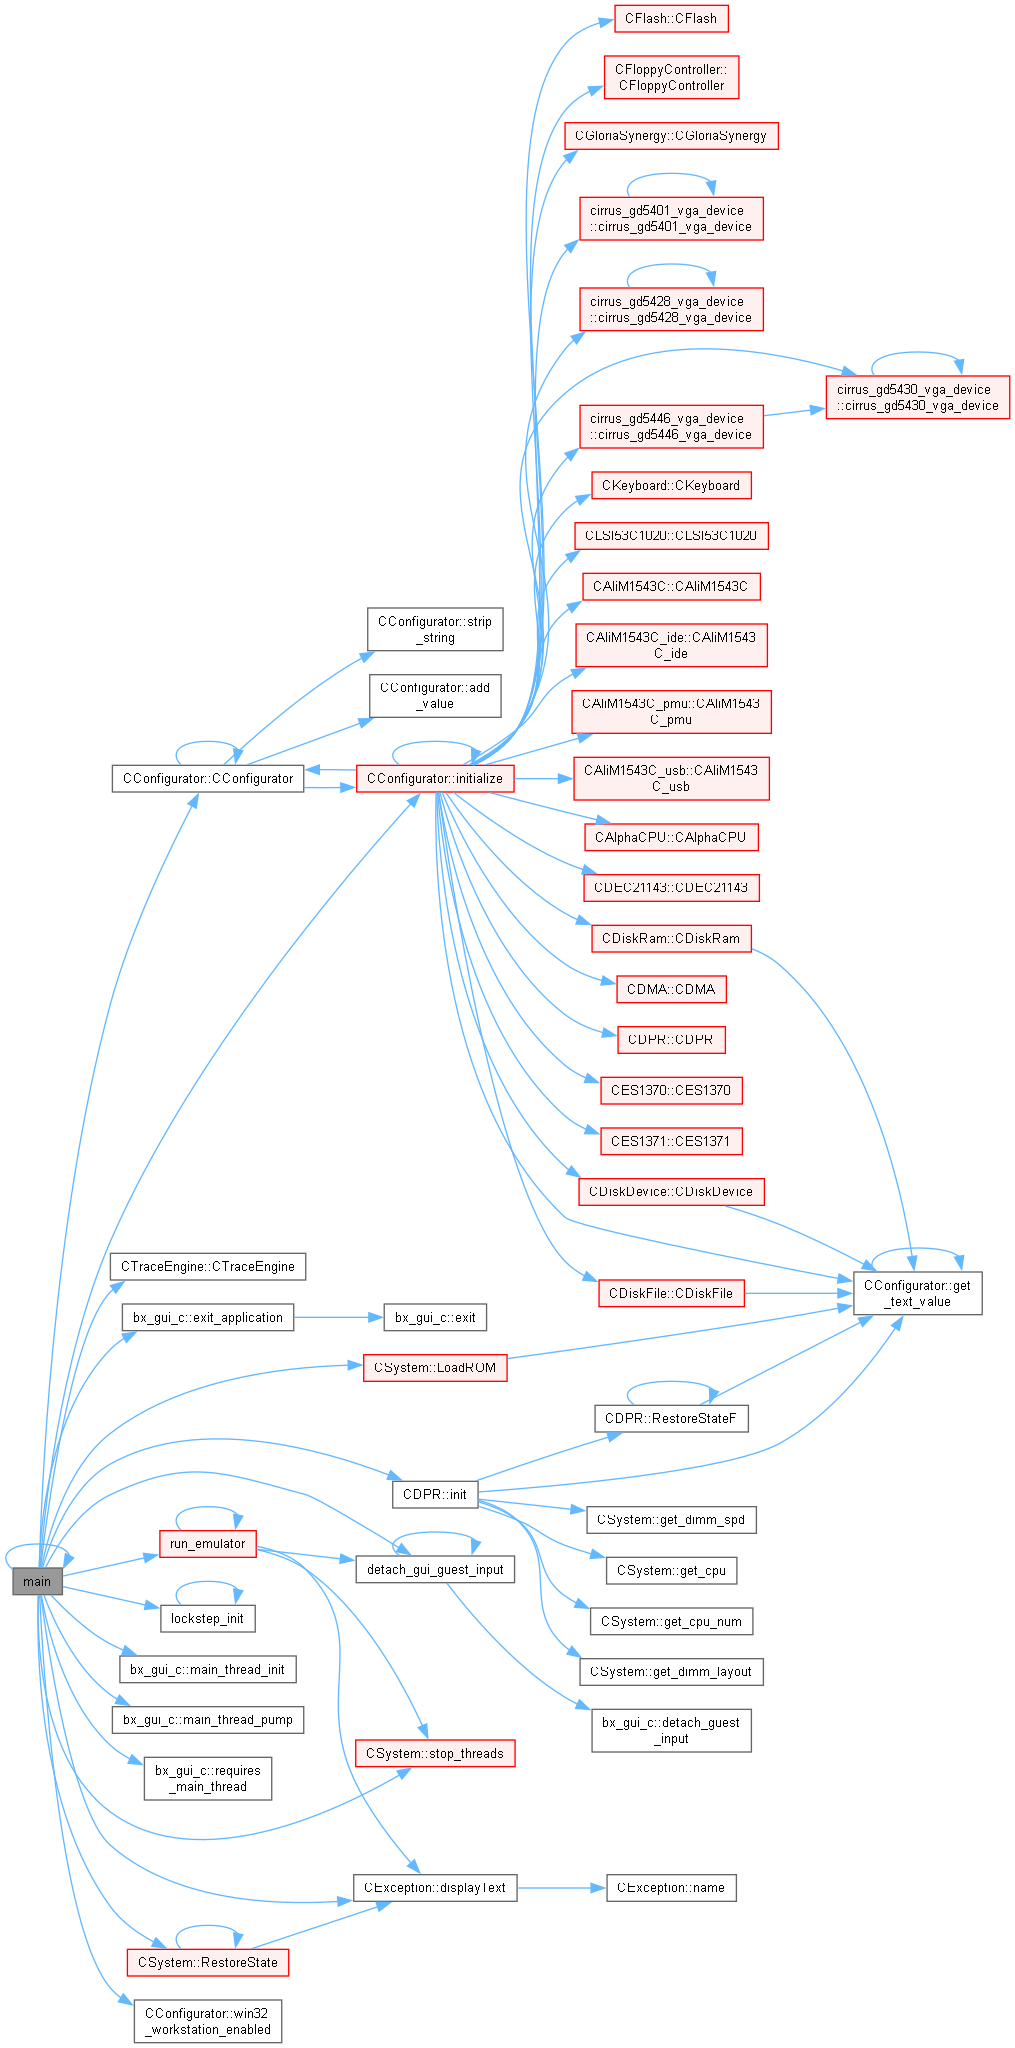 CFlash::CFlash
CFloppyController::
CFloppyController
CGloriaSynergy::CGloriaSynergy
cirrus_gd5401_vga_device
::cirrus_gd5401_vga_device
cirrus_gd5428_vga_device
::cirrus_gd5428_vga_device
cirrus_gd5430_vga_device
::cirrus_gd5430_vga_device
cirrus_gd5446_vga_device
::cirrus_gd5446_vga_device
CKeyboard::CKeyboard
CLSI53C1020::CLSI53C1020
CAliM1543C::CAliM1543C
CConfigurator::strip
_string
CAliM1543C_ide::CAliM1543
C_ide
CConfigurator::add
_value
CAliM1543C_pmu::CAliM1543
C_pmu
CConfigurator::CConfigurator
CConfigurator::initialize
CAliM1543C_usb::CAliM1543
C_usb
CAlphaCPU::CAlphaCPU
CDEC21143::CDEC21143
CDiskRam::CDiskRam
CDMA::CDMA
CDPR::CDPR
CES1370::CES1370
CES1371::CES1371
CDiskDevice::CDiskDevice
CTraceEngine::CTraceEngine
CDiskFile::CDiskFile
CConfigurator::get
_text_value
bx_gui_c::exit_application
bx_gui_c::exit
CSystem::LoadROM
CDPR::RestoreStateF
CDPR::init
CSystem::get_dimm_spd
run_emulator
detach_gui_guest_input
CSystem::get_cpu
main
lockstep_init
CSystem::get_cpu_num
bx_gui_c::main_thread_init
CSystem::get_dimm_layout
bx_gui_c::main_thread_pump
bx_gui_c::detach_guest
_input
CSystem::stop_threads
bx_gui_c::requires
_main_thread
CException::displayText
CException::name
CSystem::RestoreState
CConfigurator::win32
_workstation_enabled